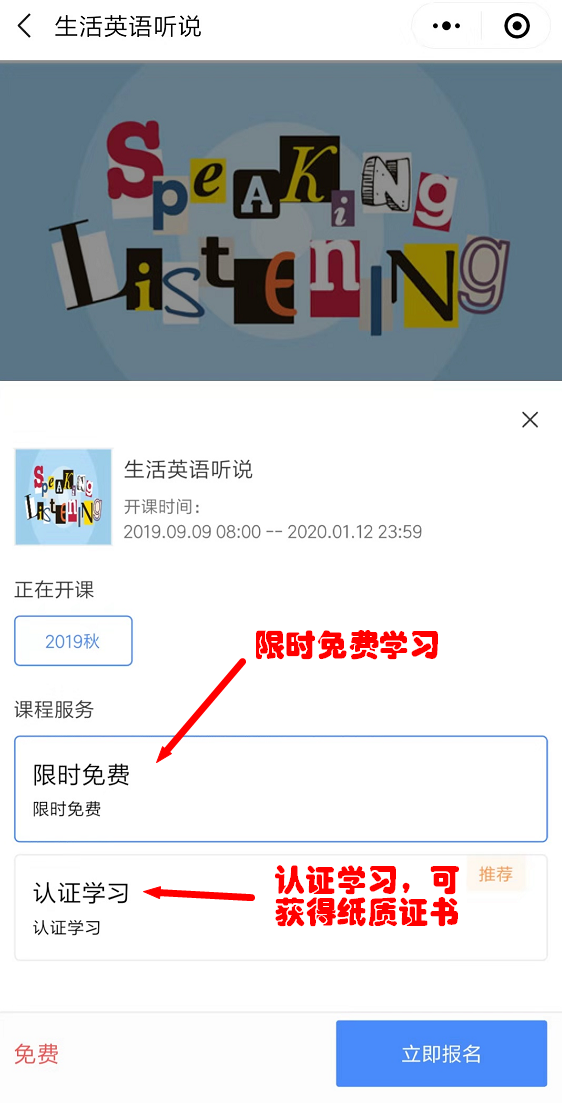 生活英语听说
SpeAKiNg
ListenINg
SpeAKiNg
ListenINg
生活英语听说
开课时间：
2019.09.09 08:00 -- 2020.01.12 23:59
正在开课
2019秋
限时免费学习
课程服务
限时免费
限时免费
推荐
认证学习，可
获得纸质证书
认证学习
认证学习
免费
立即报名